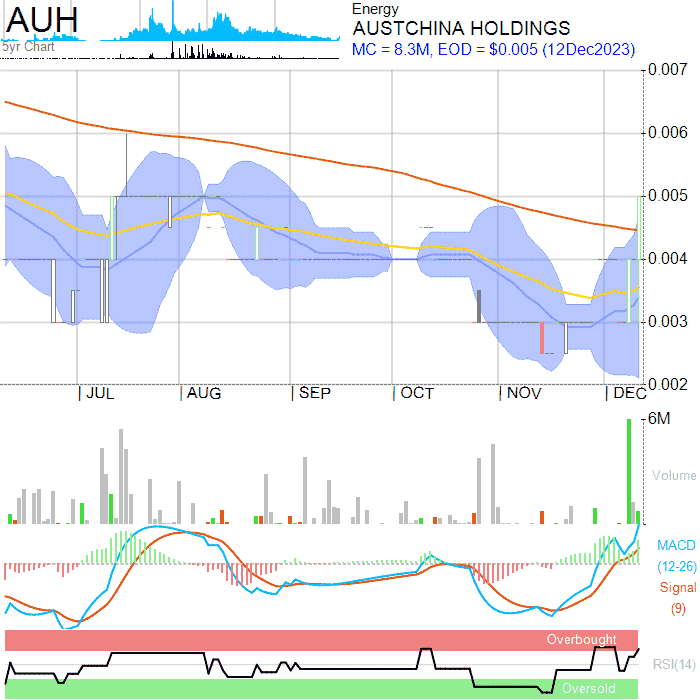 AUH
5yr Chart
Energy
AUSTCHINA HOLDINGS
MC = 8.3M, EOD = $0.005 (12Dec2023)
0.007
0.006
0.005
0.004
0.003
0.002
JUL
AUG
SEP
OCT
NOV
DEC
6M
Volume
MACD
(12-26)
Signal
(9)
Overbought
RSI(14)
Oversold